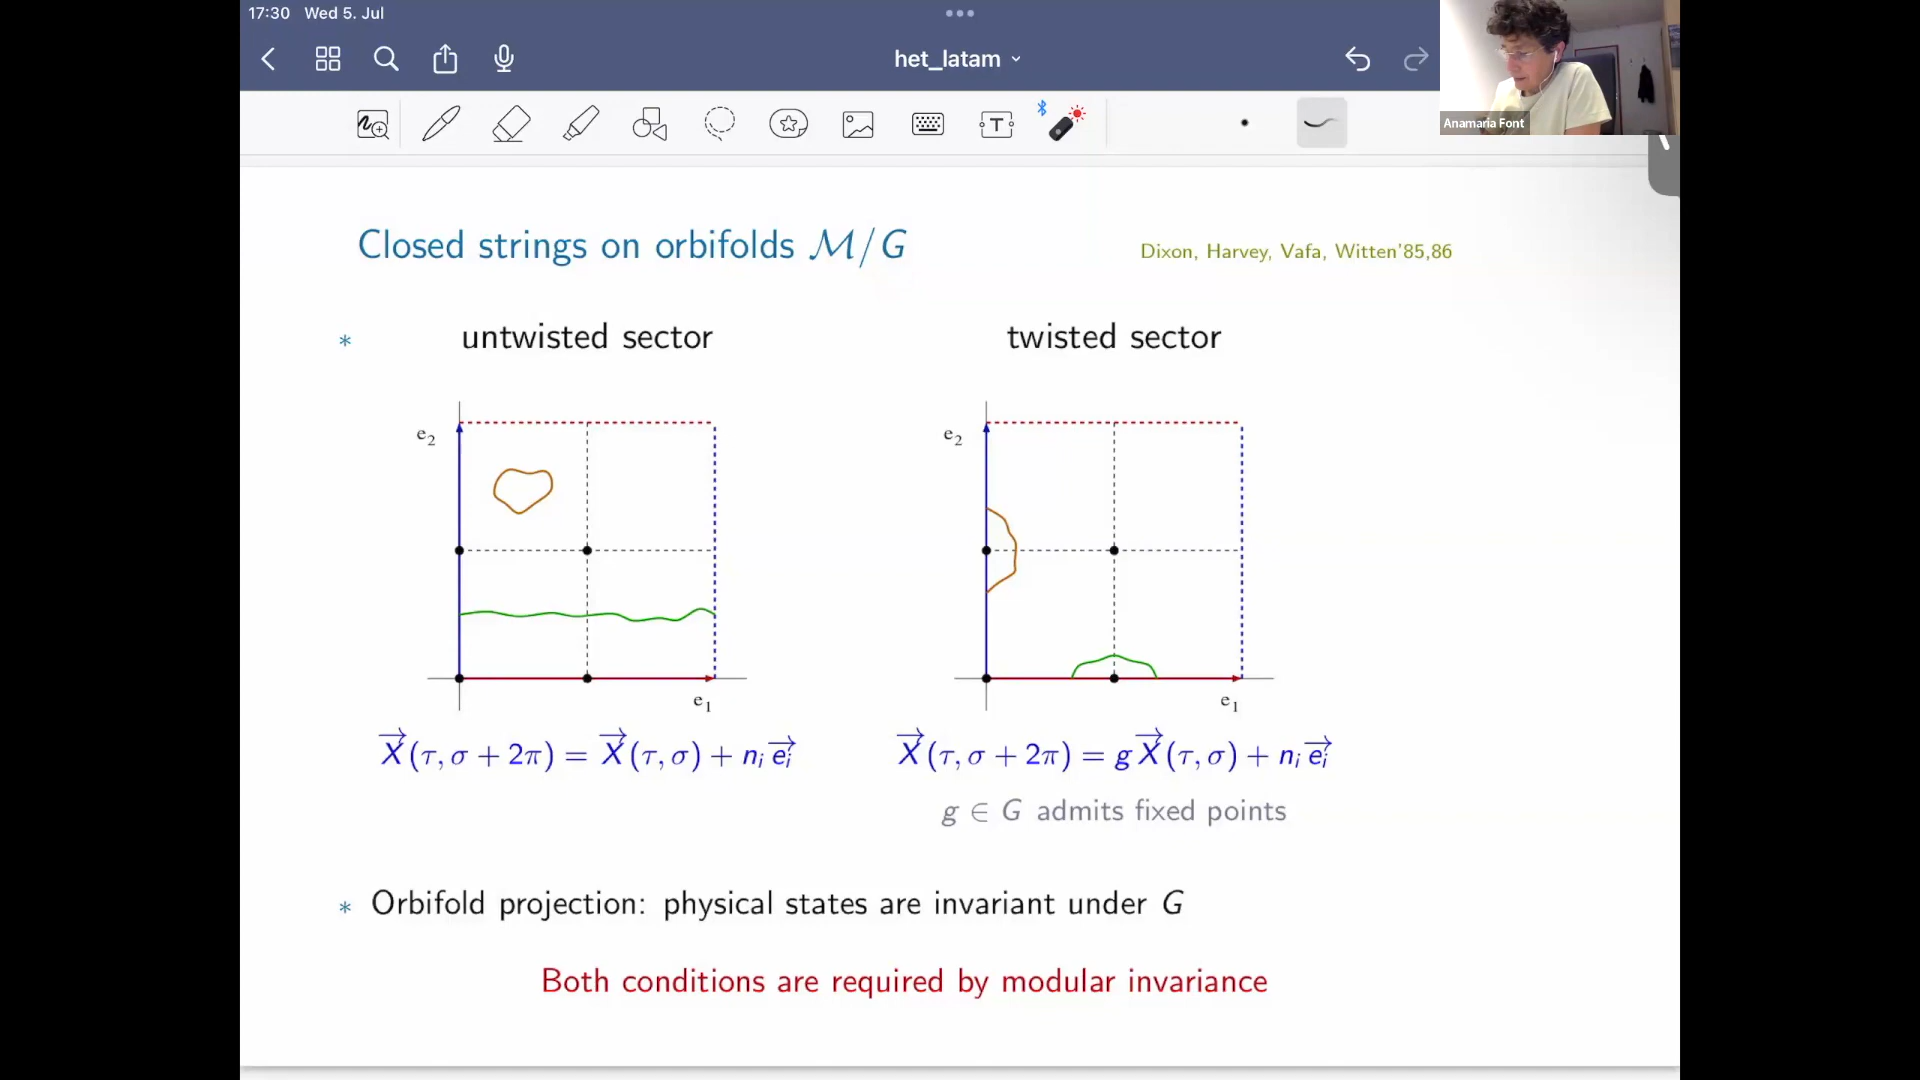 17:30 Wed 5. Jul
het_latam
Anamaria Font
Closed strings on orbifolds ℳ/G
Dixon, Harvey, Vafa, Witten'85,86
* untwisted sector
twisted sector
e₂
e₂
e₁
e₁
X⃗(τ, σ + 2π) = X⃗(τ, σ) + nᵢ e⃗ᵢ
X⃗(τ, σ + 2π) = g X⃗(τ, σ) + nᵢ e⃗ᵢ
g ∈ G admits fixed points
* Orbifold projection: physical states are invariant under G
Both conditions are required by modular invariance